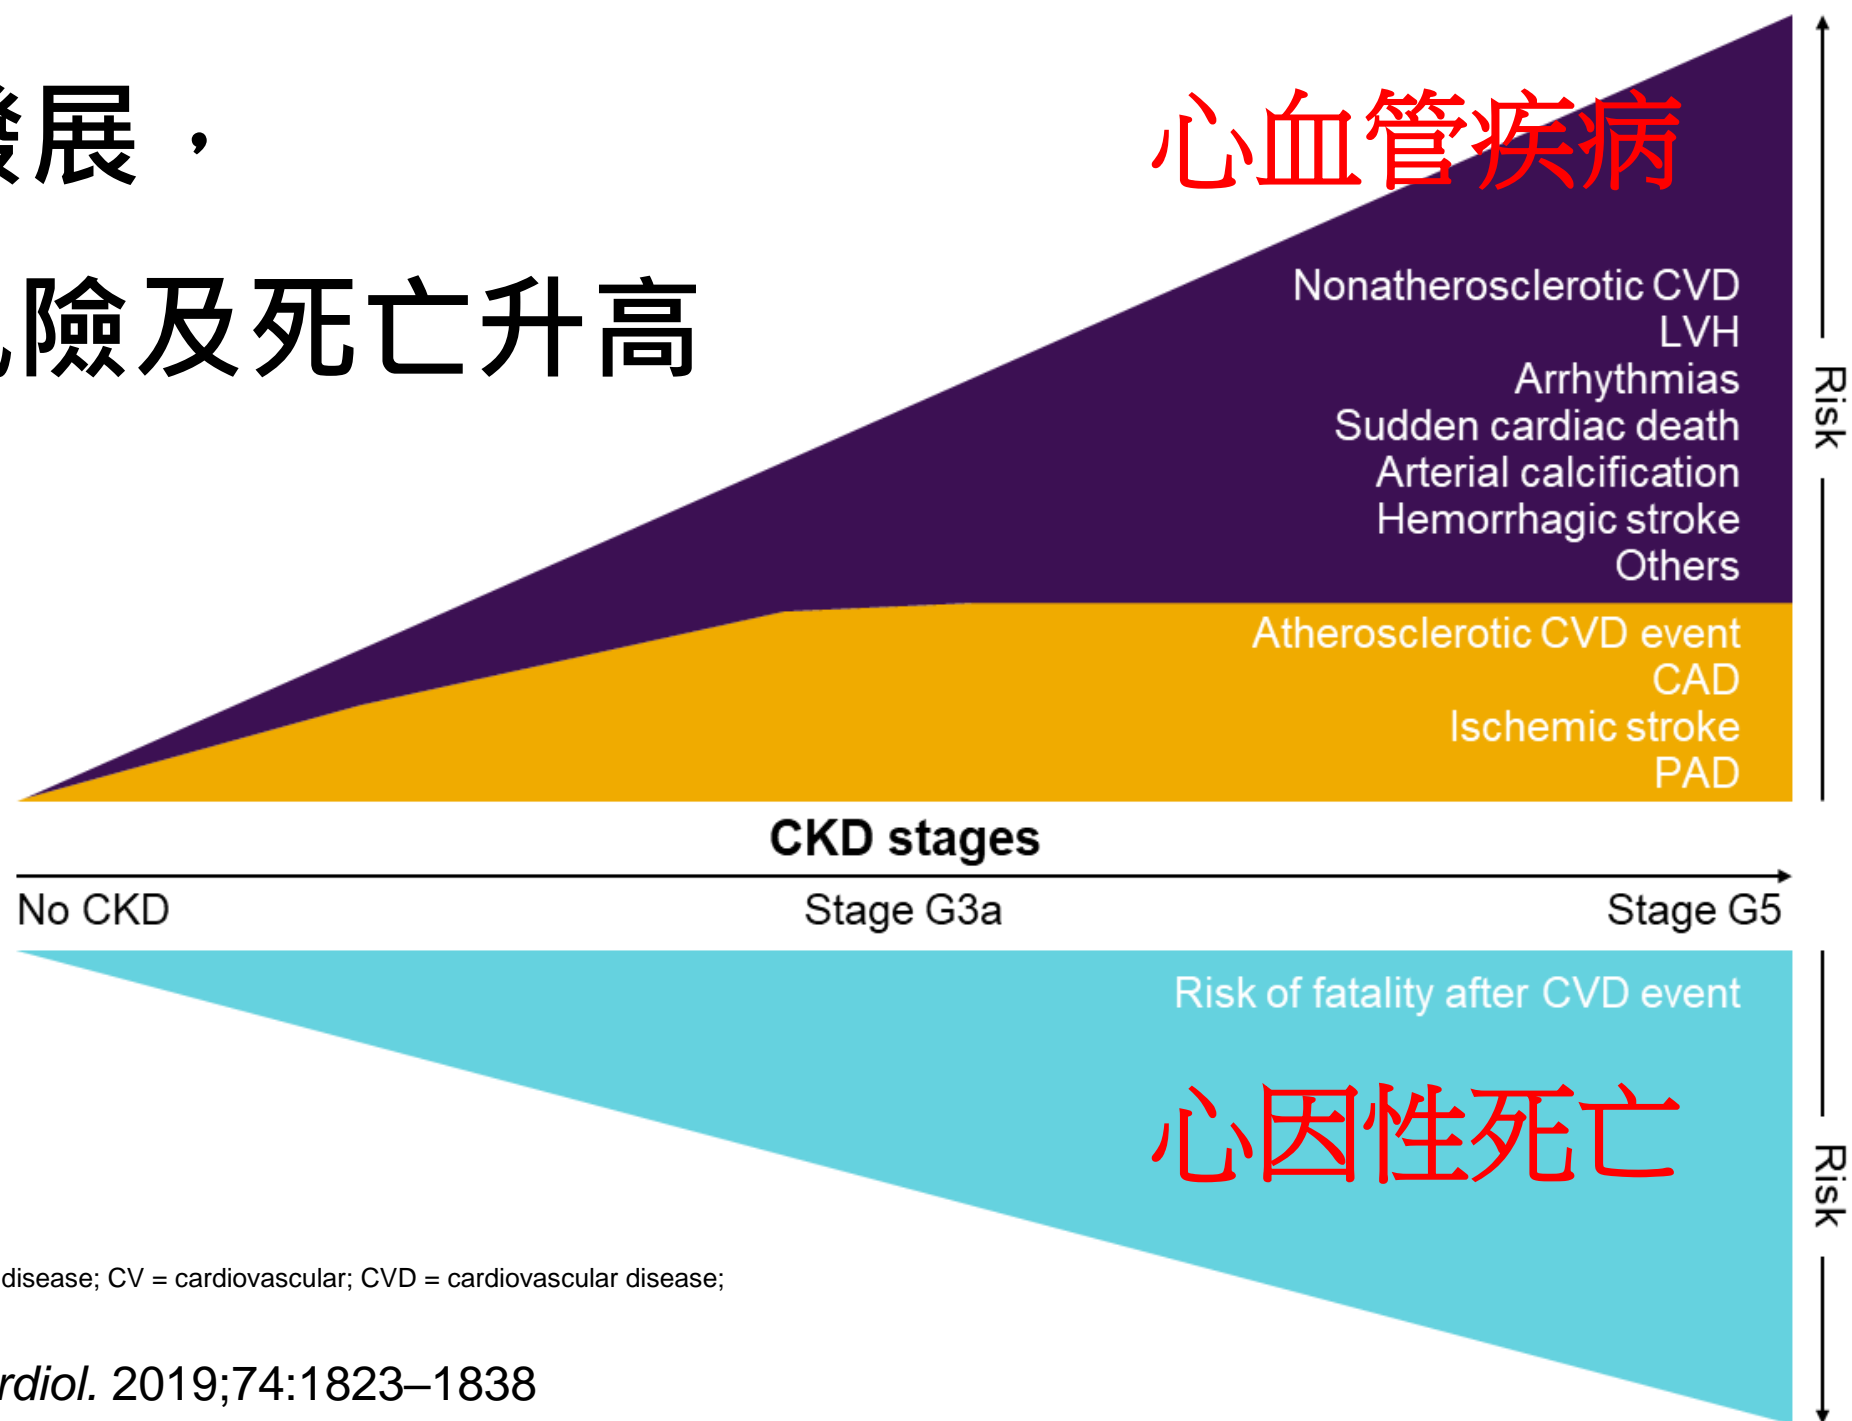 發展，
風險及死亡升高
心血管疾病
Nonatherosclerotic CVD
LVH
Arrhythmias
Sudden cardiac death
Arterial calcification
Hemorrhagic stroke
Others
Risk
Atherosclerotic CVD event
CAD
Ischemic stroke
PAD
CKD stages
No CKD
Stage G3a
Stage G5
Risk of fatality after CVD event
心因性死亡
Risk
disease; CV = cardiovascular; CVD = cardiovascular disease;
rdiol. 2019;74:1823–1838